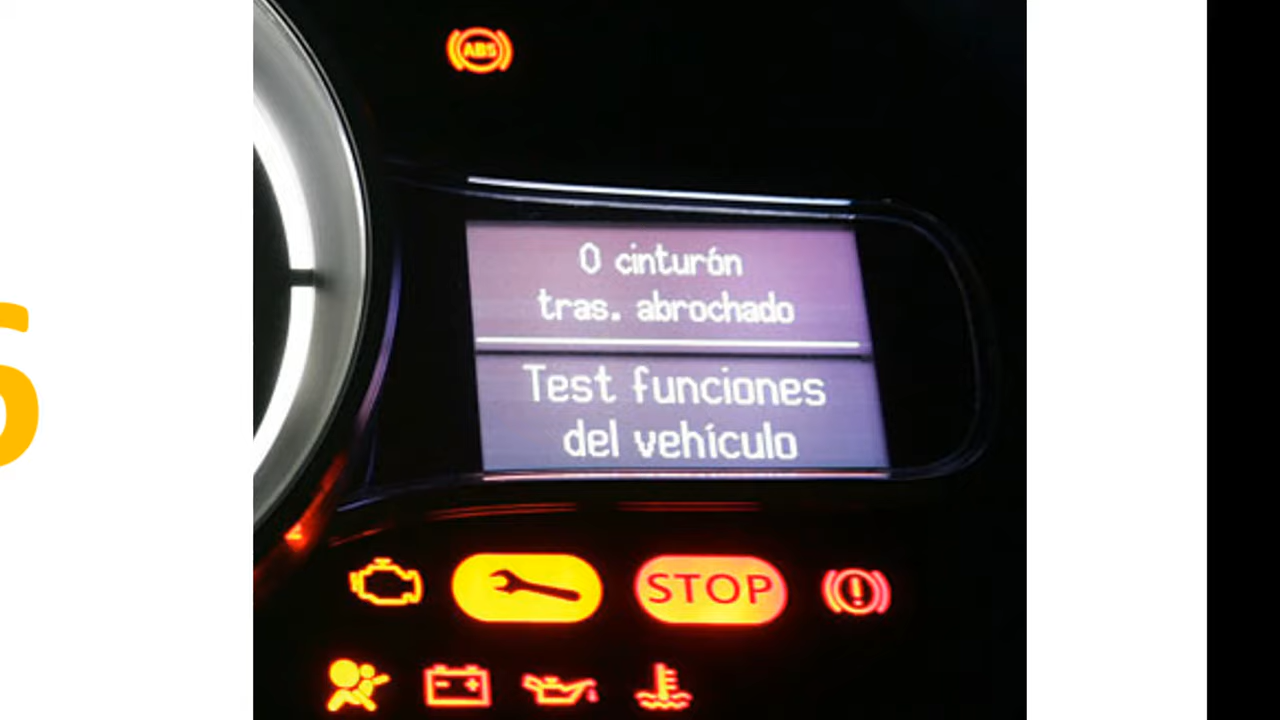 ABS
0 cinturón
tras. abrochado
Test funciones
del vehículo
STOP